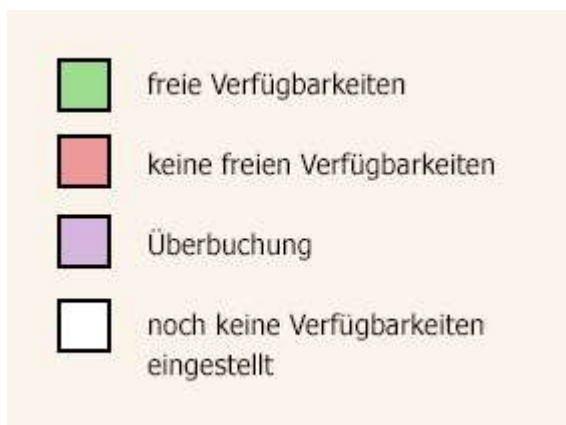 freie Verfügbarkeiten
keine freien Verfügbarkeiten
Überbuchung
noch keine Verfügbarkeiten
eingestellt